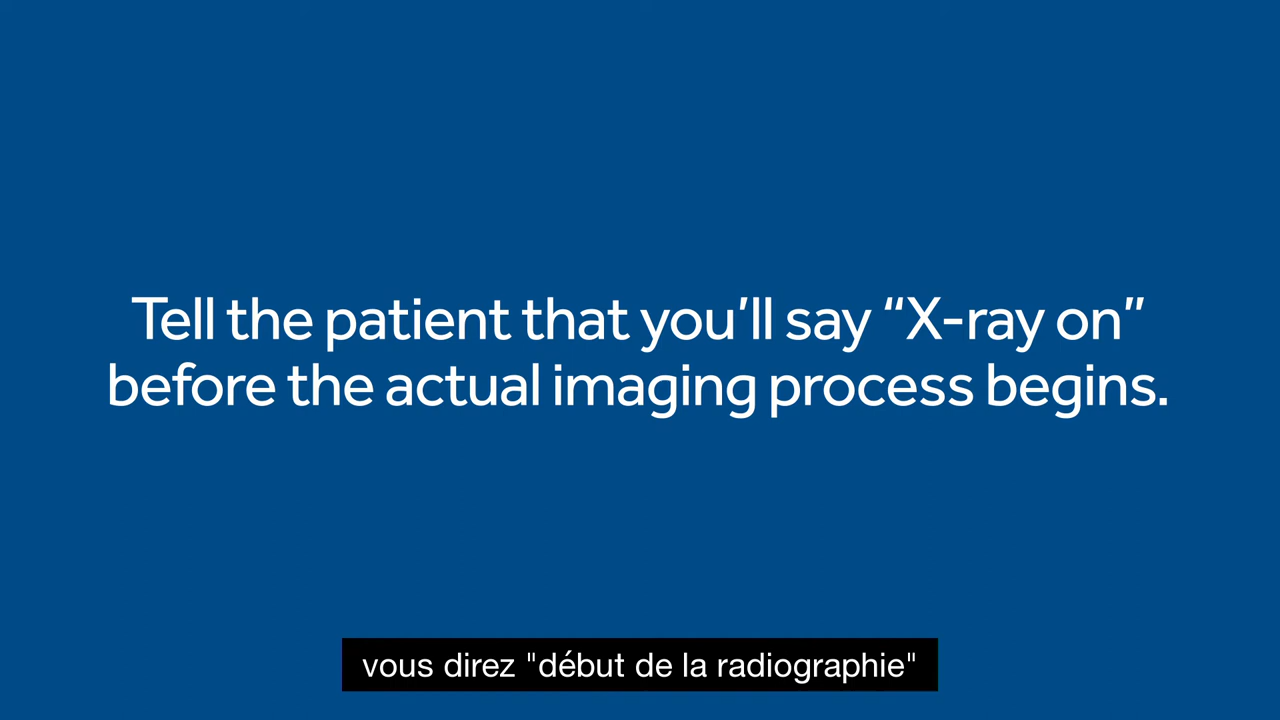 Tell the patient that you’ll say “X-ray on”
before the actual imaging process begins.
vous direz "début de la radiographie"